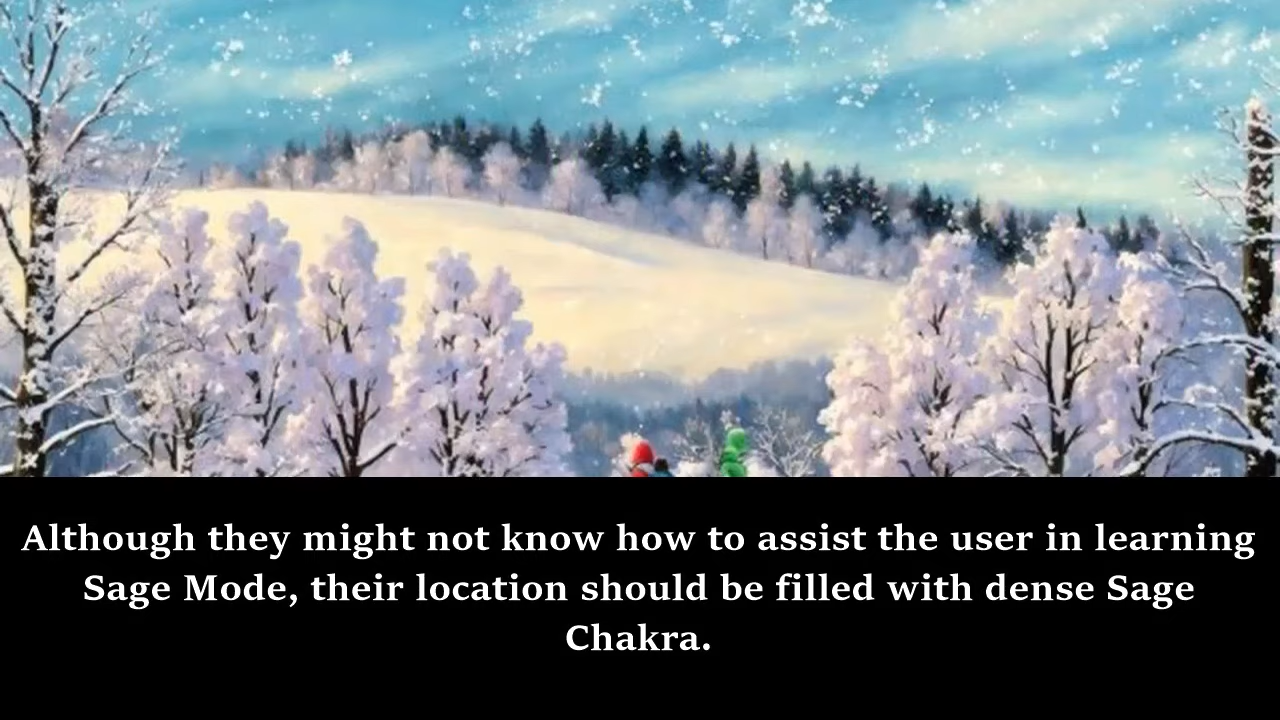 Although they might not know how to assist the user in learning
Sage Mode, their location should be filled with dense Sage
Chakra.